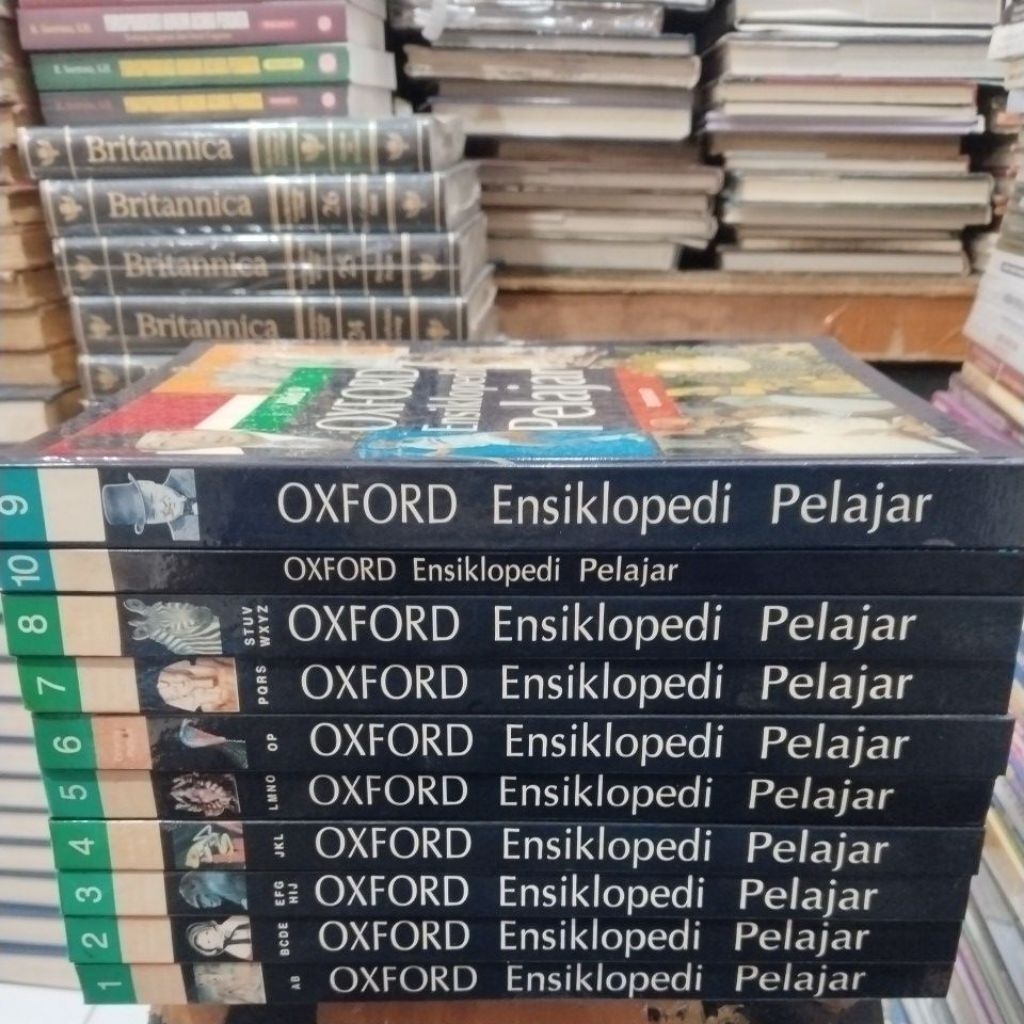 Britannica
Britannica
26
Britannica
25
Britannica
24
OXFORD
Ensiklopedi
Pelajar
9 OXFORD Ensiklopedi Pelajar
10 OXFORD Ensiklopedi Pelajar
8 STUV WXYZ OXFORD Ensiklopedi Pelajar
7 PQRS OXFORD Ensiklopedi Pelajar
6 OP OXFORD Ensiklopedi Pelajar
5 LMNO OXFORD Ensiklopedi Pelajar
4 JKL OXFORD Ensiklopedi Pelajar
3 EFG HIJ OXFORD Ensiklopedi Pelajar
2 BCDE OXFORD Ensiklopedi Pelajar
1 AB OXFORD Ensiklopedi Pelajar